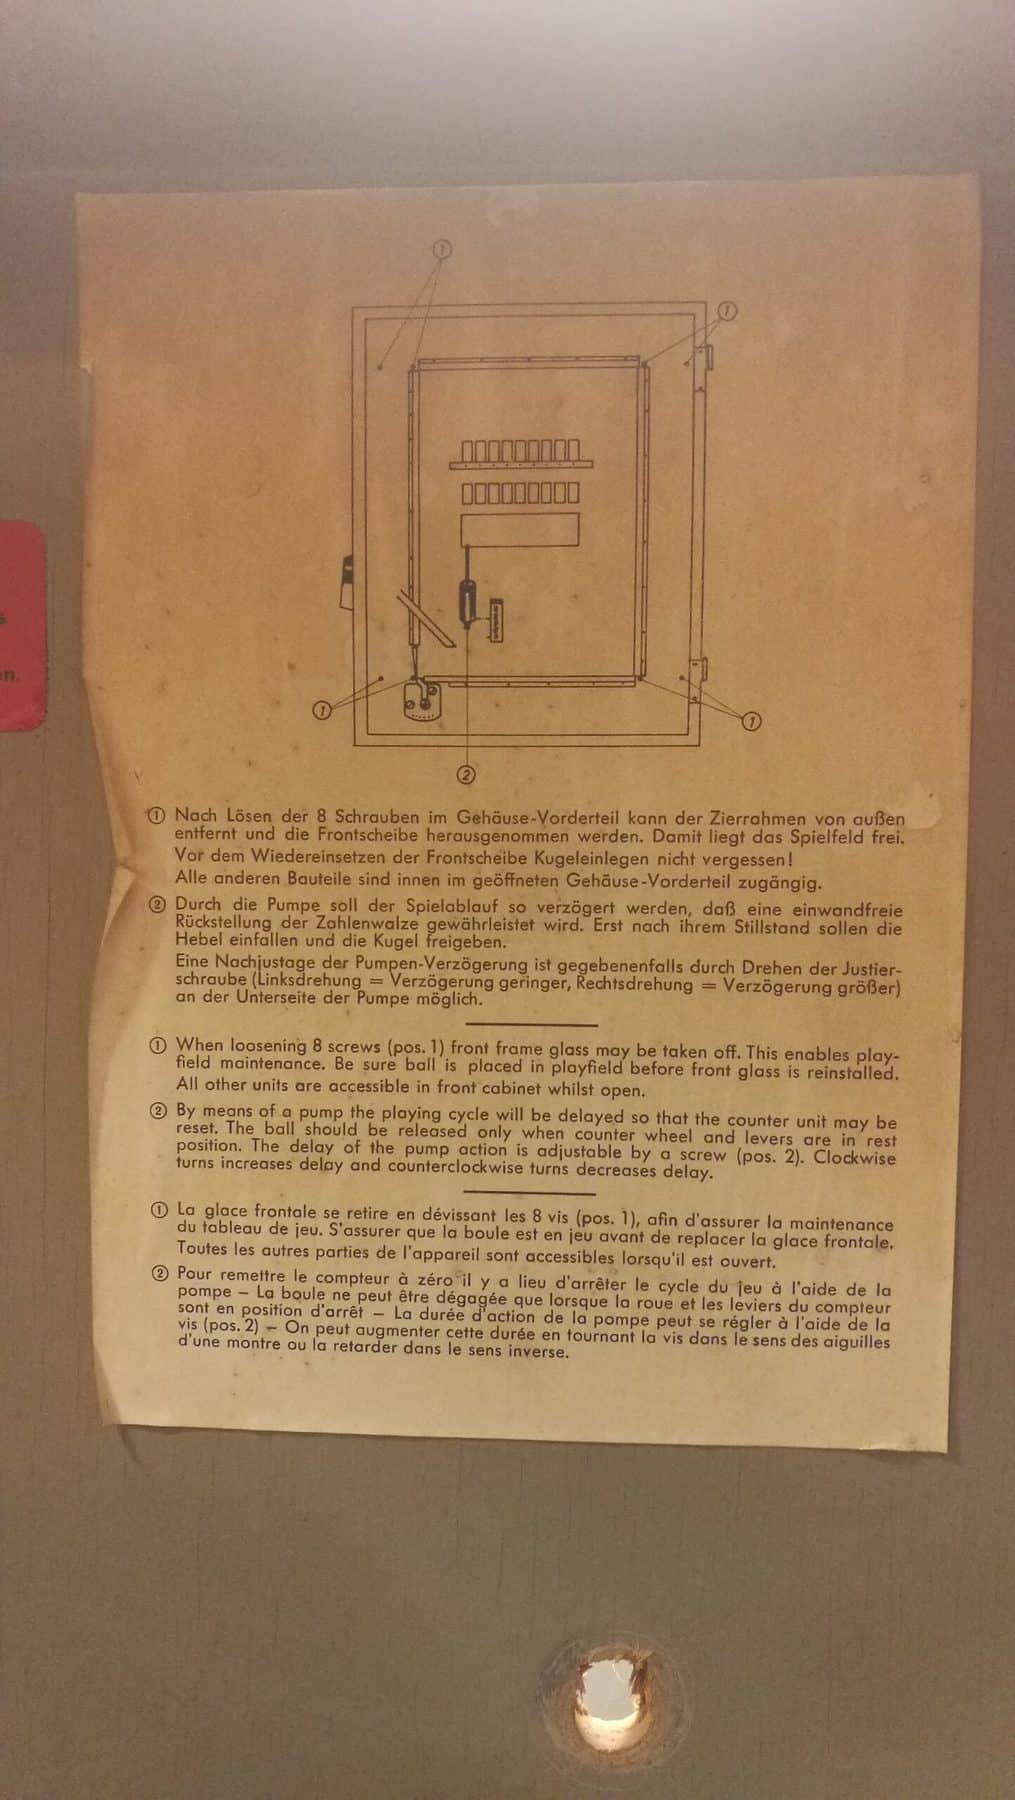 ①
①
①
①
②
① Nach Lösen der 8 Schrauben im Gehäuse-Vorderteil kann der Zierrahmen von außen
entfernt und die Frontscheibe herausgenommen werden. Damit liegt das Spielfeld frei.
Vor dem Wiedereinsetzen der Frontscheibe Kugeleinlegen nicht vergessen!
Alle anderen Bauteile sind innen im geöffneten Gehäuse-Vorderteil zugängig.
② Durch die Pumpe soll der Spielablauf so verzögert werden, daß eine einwandfreie
Rückstellung der Zahlenwalze gewährleistet wird. Erst nach ihrem Stillstand sollen die
Hebel einfallen und die Kugel freigeben.
Eine Nachjustage der Pumpen-Verzögerung ist gegebenenfalls durch Drehen der Justier-
schraube (Linksdrehung = Verzögerung geringer, Rechtsdrehung = Verzögerung größer)
an der Unterseite der Pumpe möglich.
① When loosening 8 screws (pos. 1) front frame glass may be taken off. This enables play-
field maintenance. Be sure ball is placed in playfield before front glass is reinstalled.
All other units are accessible in front cabinet whilst open.
② By means of a pump the playing cycle will be delayed so that the counter unit may be
reset. The ball should be released only when counter wheel and levers are in rest
position. The delay of the pump action is adjustable by a screw (pos. 2). Clockwise
turns increases delay and counterclockwise turns decreases delay.
① La glace frontale se retire en dévissant les 8 vis (pos. 1), afin d'assurer la maintenance
du tableau de jeu. S'assurer que la boule est en jeu avant de replacer la glace frontale.
Toutes les autres parties de l'appareil sont accessibles lorsqu'il est ouvert.
② Pour remettre le compteur à zéro il y a lieu d'arrêter le cycle du jeu à l'aide de la
pompe – La boule ne peut être dégagée que lorsque la roue et les leviers du compteur
sont en position d'arrêt – La durée d'action de la pompe peut se régler à l'aide de la
vis (pos. 2) – On peut augmenter cette durée en tournant la vis dans le sens des aiguilles
d'une montre ou la retarder dans le sens inverse.